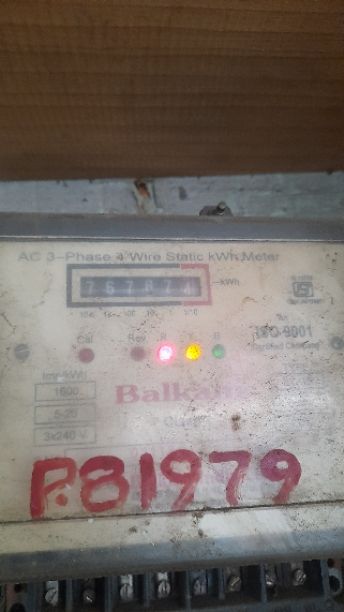 AC 3-Phase 4 Wire Static kWh Meter
767874
kWh
ISO-9001
Cal Rev R Y B
Imp/kWh
1600
5-20
3x240 V
P.81979